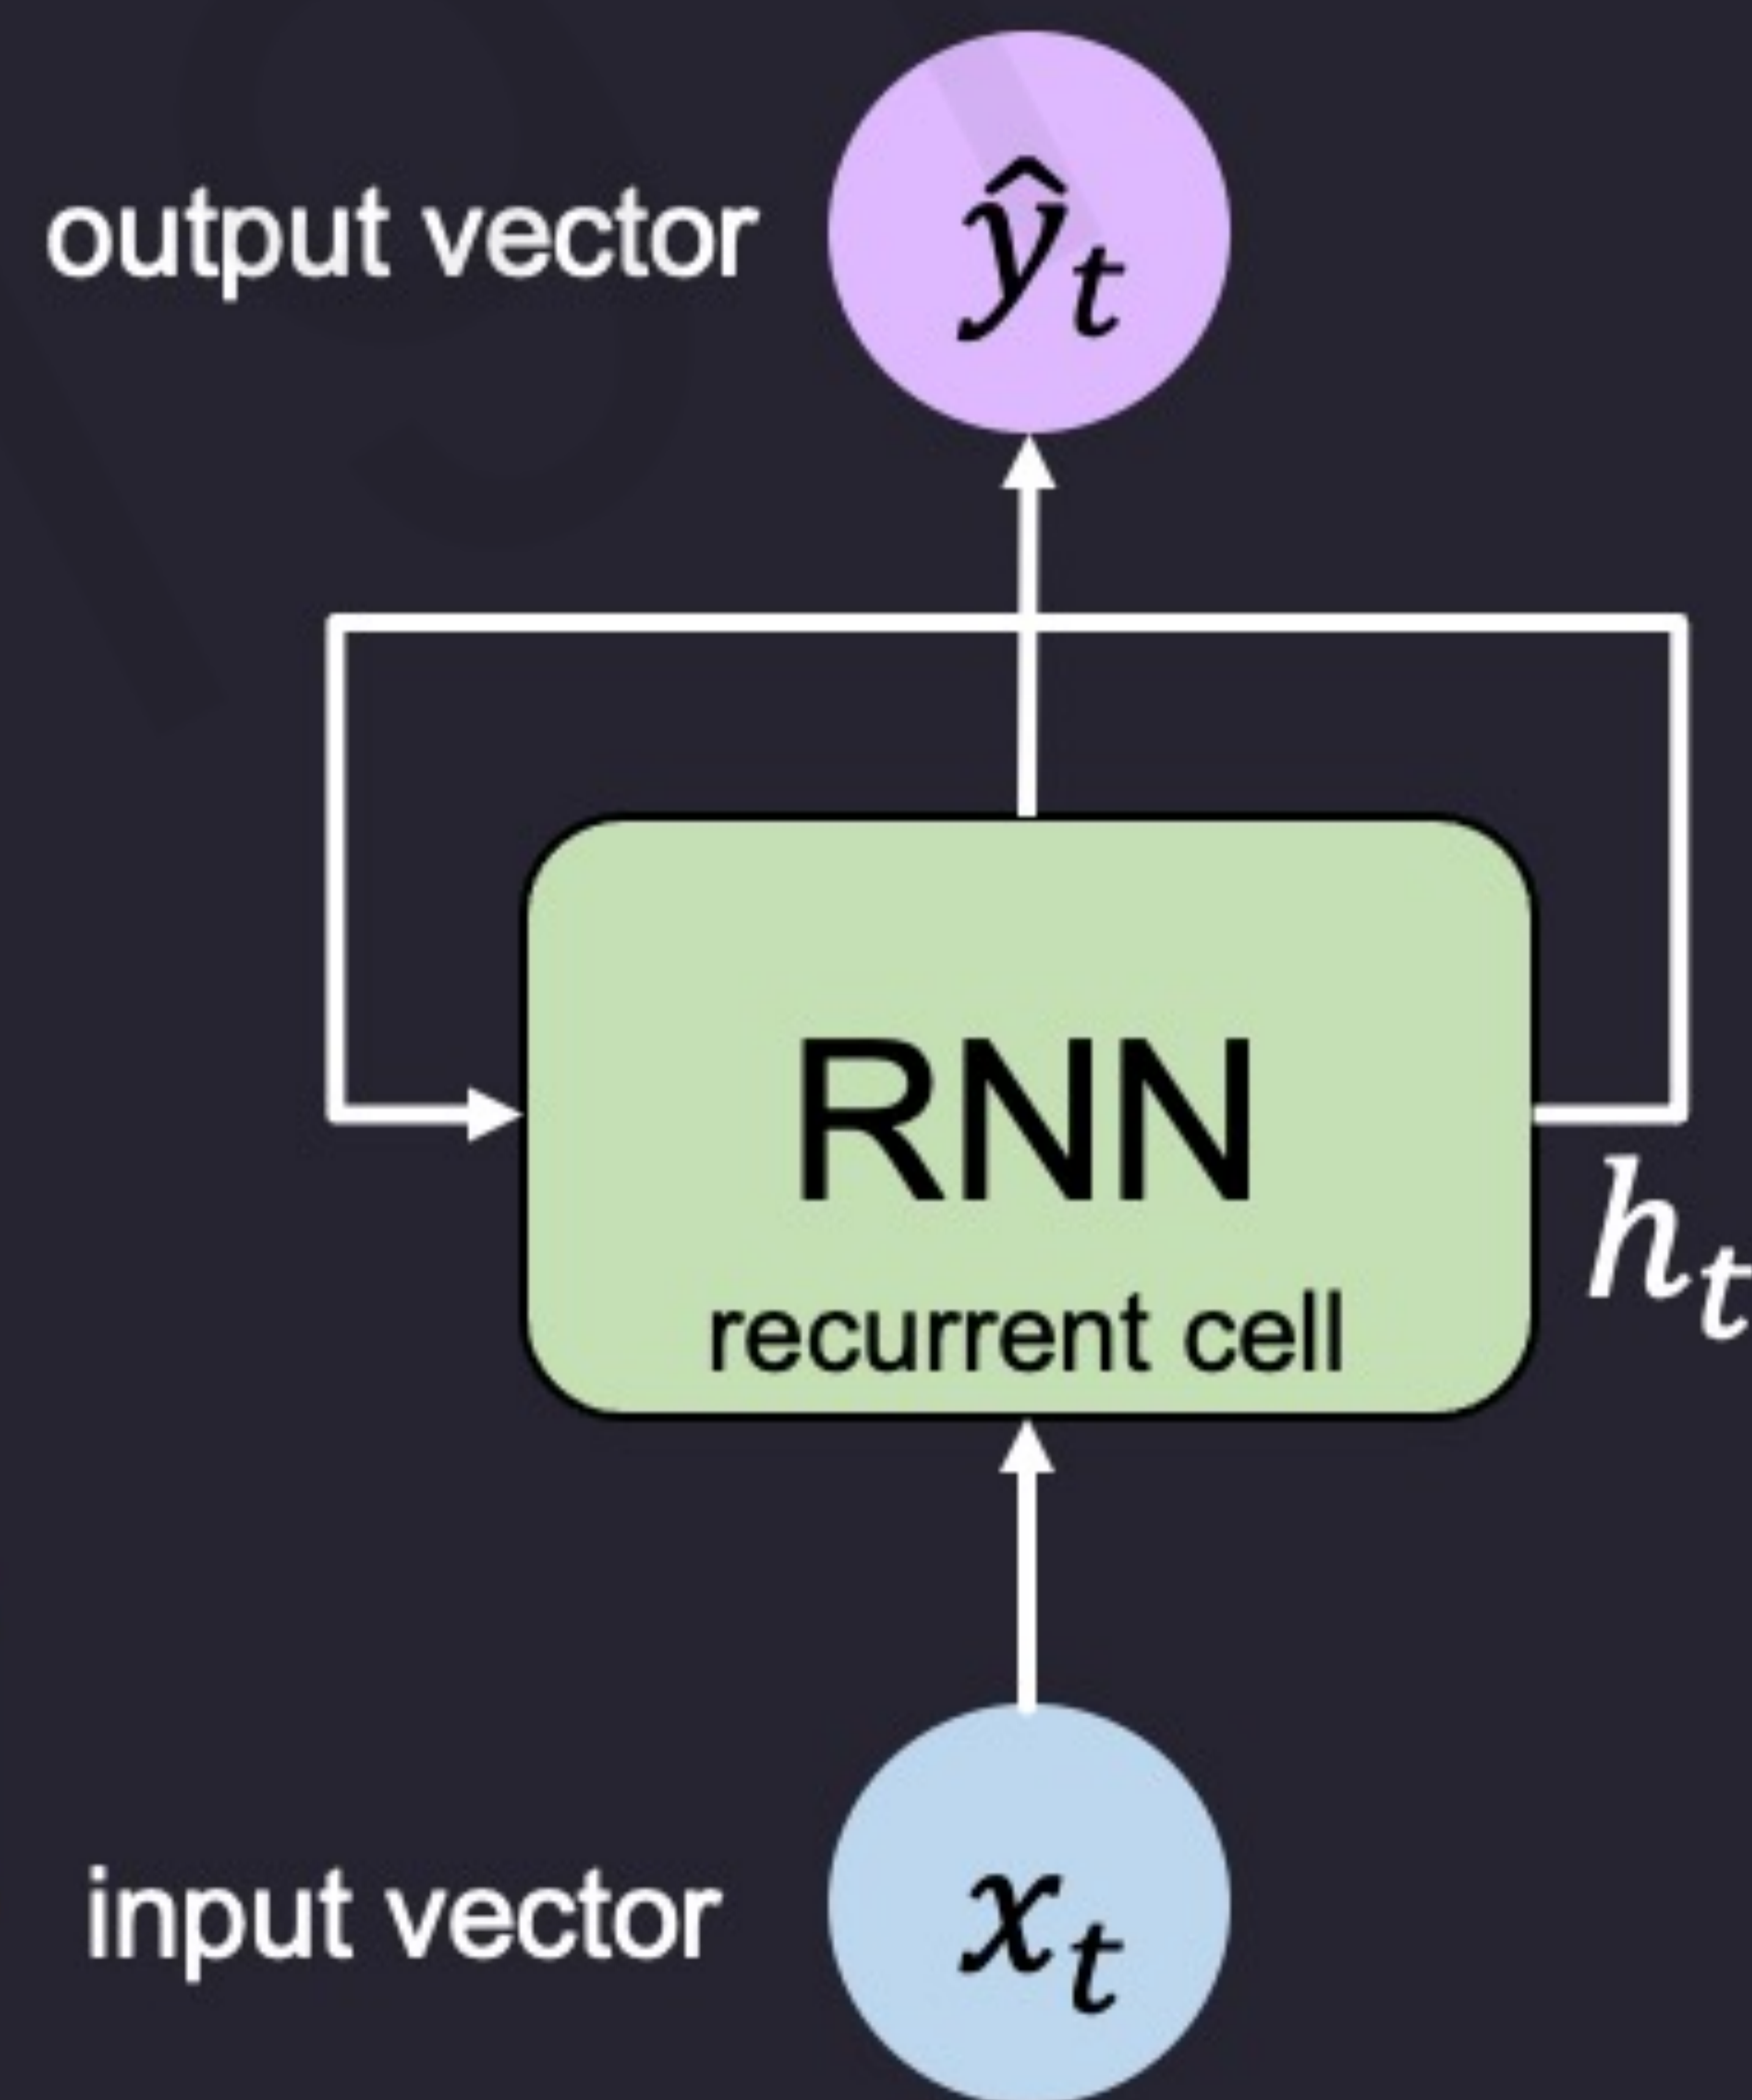 output vector
ŷₜ
RNN
hₜ
recurrent cell
input vector
xₜ